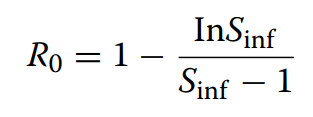 R₀ = 1 − InS_inf / (S_inf − 1)